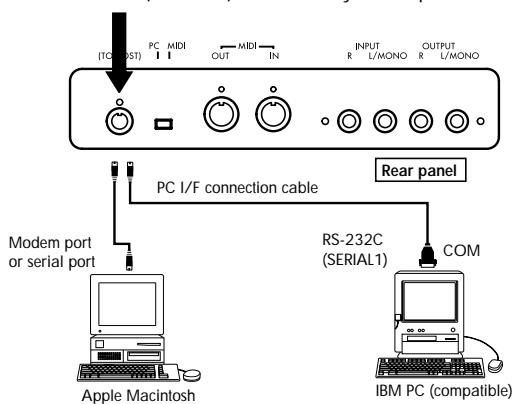 (TO HOST)
PC MIDI
OUT MIDI IN
INPUT
R L/MONO
OUTPUT
R L/MONO
Rear panel
PC I/F connection cable
Modem port
or serial port
RS-232C
(SERIAL1)
COM
Apple Macintosh
IBM PC (compatible)